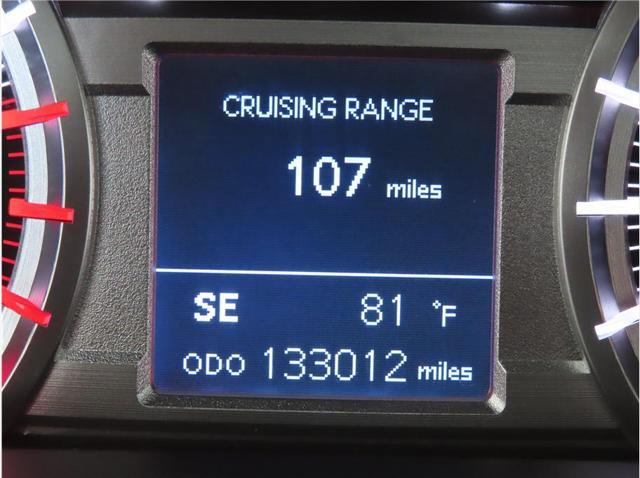 CRUISING RANGE
107 miles
SE 81 °F
ODO 133012 miles